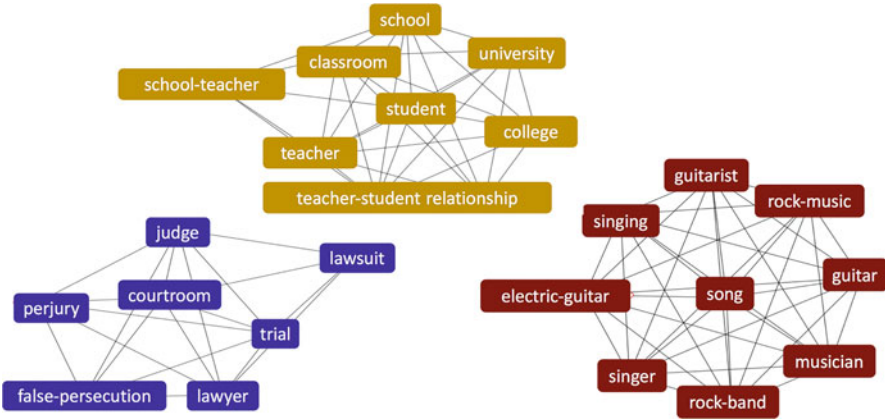 school
classroom
university
school-teacher
student
college
teacher
teacher-student relationship
judge
lawsuit
courtroom
perjury
trial
false-persecution
lawyer
guitarist
rock-music
singing
guitar
electric-guitar
song
musician
singer
rock-band